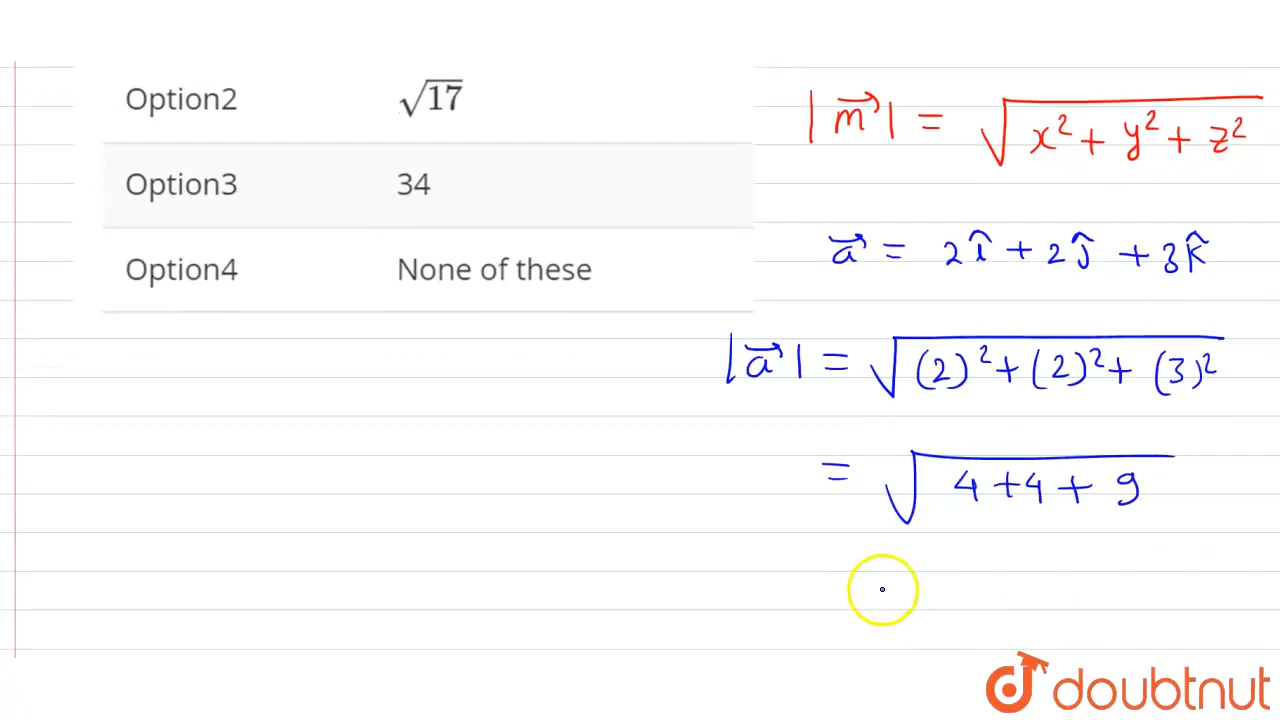 Option2 √17
Option3 34
Option4 None of these
|m⃗| = √(x² + y² + z²)
a⃗ = 2î + 2ĵ + 3k̂
|a⃗| = √((2)² + (2)² + (3)²)
= √(4 + 4 + 9)
doubtnut